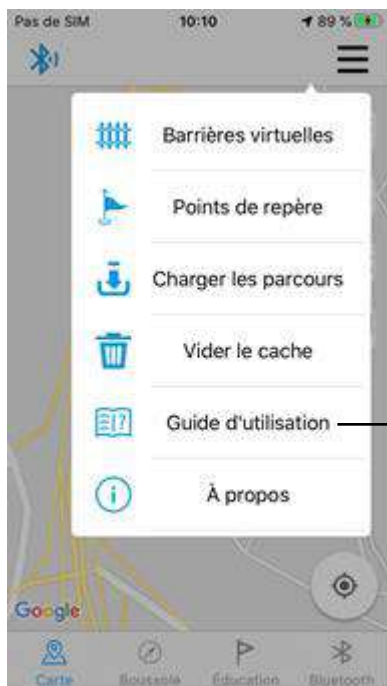 Pas de SIM 10:10 89 %
Barrières virtuelles
Points de repère
Charger les parcours
Vider le cache
Guide d'utilisation
À propos
Google
Carte Boussole Éducation Bluetooth